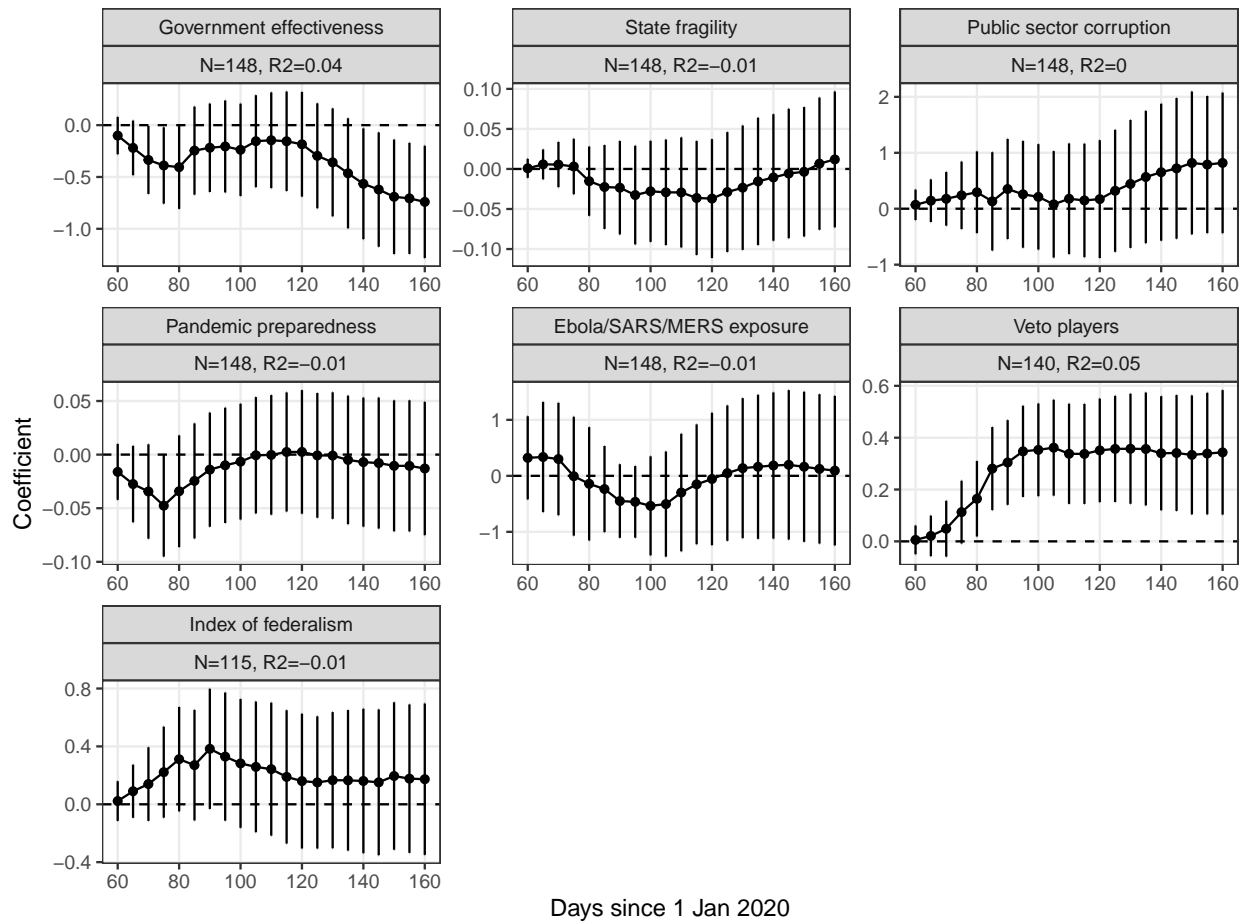 Government effectiveness
N=148, R2=0.04
0.0
−0.5
−1.0
60 80 100 120 140 160
State fragility
N=148, R2=−0.01
0.10
0.05
0.00
−0.05
−0.10
60 80 100 120 140 160
Public sector corruption
N=148, R2=0
2
1
0
−1
60 80 100 120 140 160
Pandemic preparedness
N=148, R2=−0.01
0.05
0.00
−0.05
−0.10
60 80 100 120 140 160
Ebola/SARS/MERS exposure
N=148, R2=−0.01
1
0
−1
60 80 100 120 140 160
Veto players
N=140, R2=0.05
0.6
0.4
0.2
0.0
60 80 100 120 140 160
Index of federalism
N=115, R2=−0.01
0.8
0.4
0.0
−0.4
60 80 100 120 140 160
Coefficient
Days since 1 Jan 2020